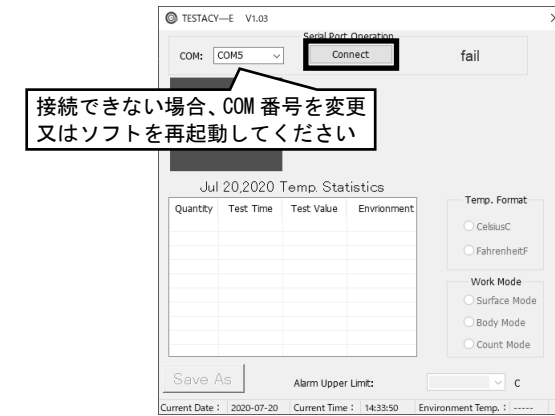 TESTACY—E V1.03
Serial Port Operation
COM: COM5 Connect fail
接続できない場合、COM 番号を変更
又はソフトを再起動してください
Jul 20,2020 Temp. Statistics
Quantity Test Time Test Value Envrionment
Temp. Format
CelsiusC
FahrenheitF
Work Mode
Surface Mode
Body Mode
Count Mode
Save As Alarm Upper Limit: C
Current Date： 2020-07-20 Current Time： 14:33:50 Environment Temp.： -----